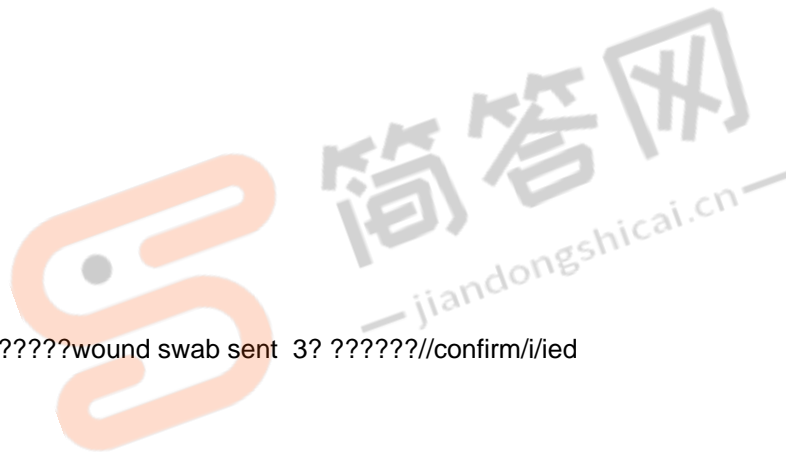 简答网
jiandongshicai.cn
?????wound swab sent 3? ??????//confirm/i/ied